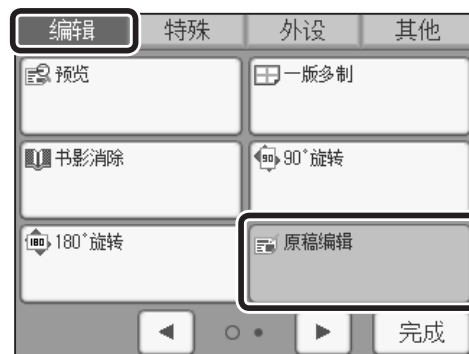 编辑 特殊 外设 其他
预览 一版多制
书影消除 90°旋转
180°旋转 原稿编辑
完成